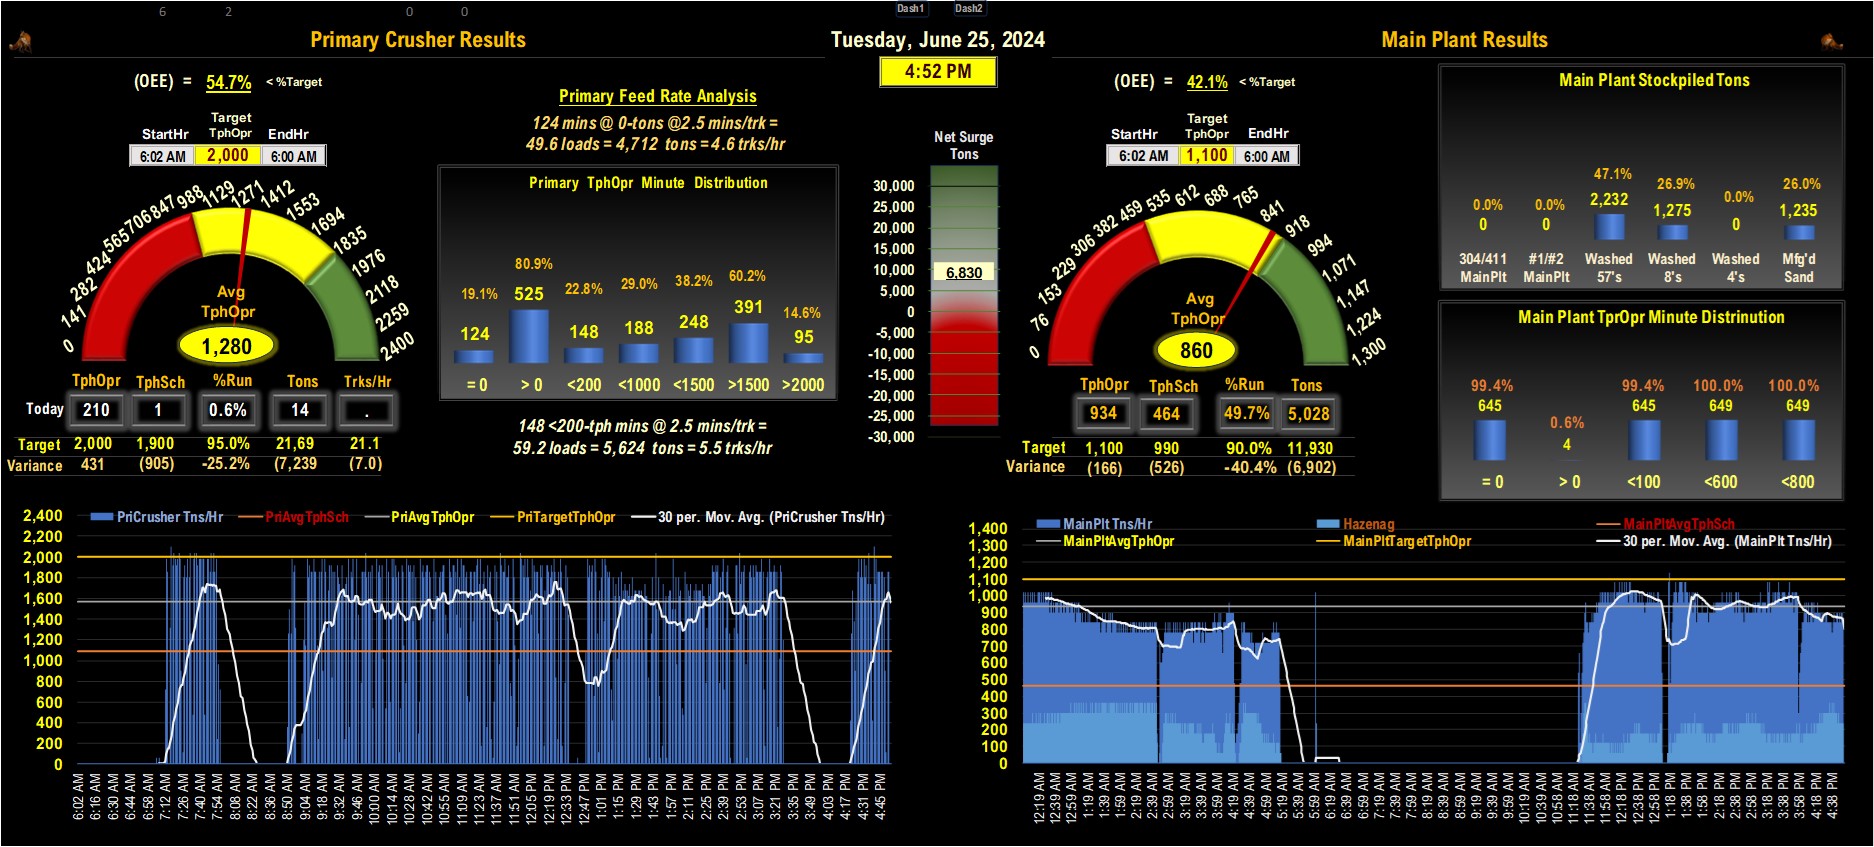 6 2 0 0 Dash1 Dash2
Primary Crusher Results
Tuesday, June 25, 2024
Main Plant Results
4:52 PM
(OEE) = 54.7% < %Target
Target
StartHr TphOpr EndHr
6:02 AM 2,000 6:00 AM
0 141 282 424 565 706 847 988 1129 1271 1412 1553 1694 1835 1976 2118 2259 2400
Avg
TphOpr
1,280
TphOpr TphSch %Run Tons Trks/Hr
Today 210 1 0.6% 14 .
Target 2,000 1,900 95.0% 21,69 21.1
Variance 431 (905) -25.2% (7,239 (7.0)
Primary Feed Rate Analysis
124 mins @ 0-tons @2.5 mins/trk =
49.6 loads = 4,712 tons = 4.6 trks/hr
Primary TphOpr Minute Distribution
19.1% 80.9% 22.8% 29.0% 38.2% 60.2% 14.6%
124 525 148 188 248 391 95
= 0 > 0 <200 <1000 <1500 >1500 >2000
148 <200-tph mins @ 2.5 mins/trk =
59.2 loads = 5,624 tons = 5.5 trks/hr
Net Surge
Tons
30,000
25,000
20,000
15,000
10,000
6,830
5,000
0
-5,000
-10,000
-15,000
-20,000
-25,000
-30,000
(OEE) = 42.1% < %Target
Target
StartHr TphOpr EndHr
6:02 AM 1,100 6:00 AM
0 76 153 229 306 382 459 535 612 688 765 841 918 994 1,071 1,147 1,224 1,300
Avg
TphOpr
860
TphOpr TphSch %Run Tons
934 464 49.7% 5,028
Target 1,100 990 90.0% 11,930
Variance (166) (526) -40.4% (6,902)
Main Plant Stockpiled Tons
0.0% 0.0% 47.1% 26.9% 0.0% 26.0%
0 0 2,232 1,275 0 1,235
304/411 #1/#2 Washed Washed Washed Mfg'd
MainPlt MainPlt 57's 8's 4's Sand
Main Plant TprOpr Minute Distrinution
99.4% 0.6% 99.4% 100.0% 100.0%
645 4 645 649 649
= 0 > 0 <100 <600 <800
PriCrusher Tns/Hr PriAvgTphSch PriAvgTphOpr PriTargetTphOpr 30 per. Mov. Avg. (PriCrusher Tns/Hr)
2,400
2,200
2,000
1,800
1,600
1,400
1,200
1,000
800
600
400
200
0
6:02 AM 6:16 AM 6:30 AM 6:44 AM 6:58 AM 7:12 AM 7:26 AM 7:40 AM 7:54 AM 8:08 AM 8:22 AM 8:36 AM 8:50 AM 9:04 AM 9:18 AM 9:32 AM 9:46 AM 10:00 AM 10:14 AM 10:28 AM 10:42 AM 10:55 AM 11:09 AM 11:23 AM 11:37 AM 11:51 AM 12:05 PM 12:19 PM 12:33 PM 12:47 PM 1:01 PM 1:15 PM 1:29 PM 1:43 PM 1:57 PM 2:11 PM 2:25 PM 2:39 PM 2:53 PM 3:07 PM 3:21 PM 3:35 PM 3:49 PM 4:03 PM 4:17 PM 4:31 PM 4:45 PM
MainPlt Tns/Hr Hazenag MainPltAvgTphSch
MainPltAvgTphOpr MainPltTargetTphOpr 30 per. Mov. Avg. (MainPlt Tns/Hr)
1,400
1,300
1,200
1,100
1,000
900
800
700
600
500
400
300
200
100
0
12:19 AM 12:39 AM 12:59 AM 1:19 AM 1:39 AM 1:59 AM 2:19 AM 2:39 AM 2:59 AM 3:19 AM 3:39 AM 3:59 AM 4:19 AM 4:39 AM 4:59 AM 5:19 AM 5:39 AM 5:59 AM 6:19 AM 6:39 AM 6:59 AM 7:19 AM 7:39 AM 7:59 AM 8:19 AM 8:39 AM 8:59 AM 9:19 AM 9:39 AM 10:19 AM 10:39 AM 10:58 AM 11:18 AM 11:38 AM 11:58 AM 12:18 PM 12:38 PM 12:58 PM 1:18 PM 1:38 PM 1:58 PM 2:18 PM 2:38 PM 2:58 PM 3:18 PM 3:38 PM 3:58 PM 4:18 PM 4:38 PM